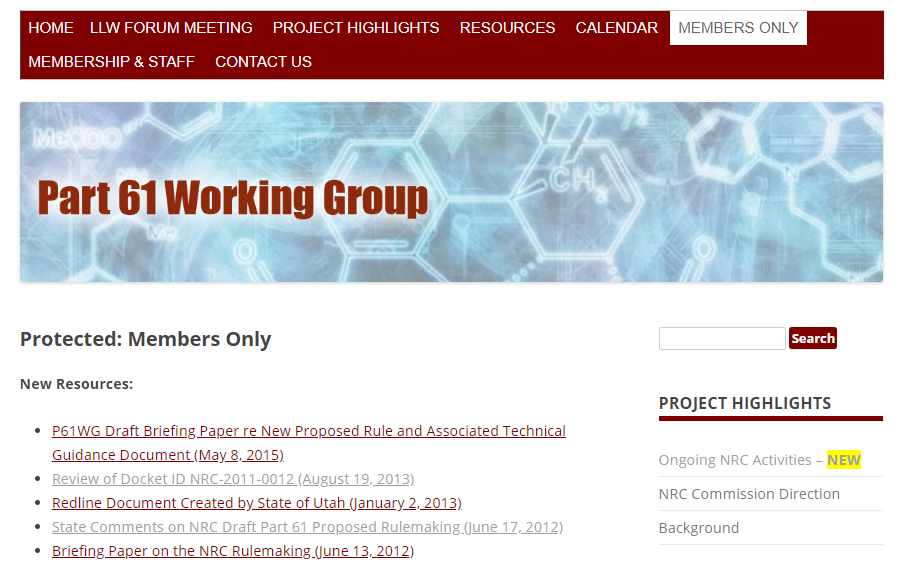 HOME LLW FORUM MEETING PROJECT HIGHLIGHTS RESOURCES CALENDAR MEMBERS ONLY
MEMBERSHIP & STAFF CONTACT US
MeOOO
CH₂
CH₂
N
O
O
Me
Part 61 Working Group
Protected: Members Only
New Resources:
P61WG Draft Briefing Paper re New Proposed Rule and Associated Technical
Guidance Document (May 8, 2015)
Review of Docket ID NRC-2011-0012 (August 19, 2013)
Redline Document Created by State of Utah (January 2, 2013)
State Comments on NRC Draft Part 61 Proposed Rulemaking (June 17, 2012)
Briefing Paper on the NRC Rulemaking (June 13, 2012)
Search
PROJECT HIGHLIGHTS
Ongoing NRC Activities – NEW
NRC Commission Direction
Background